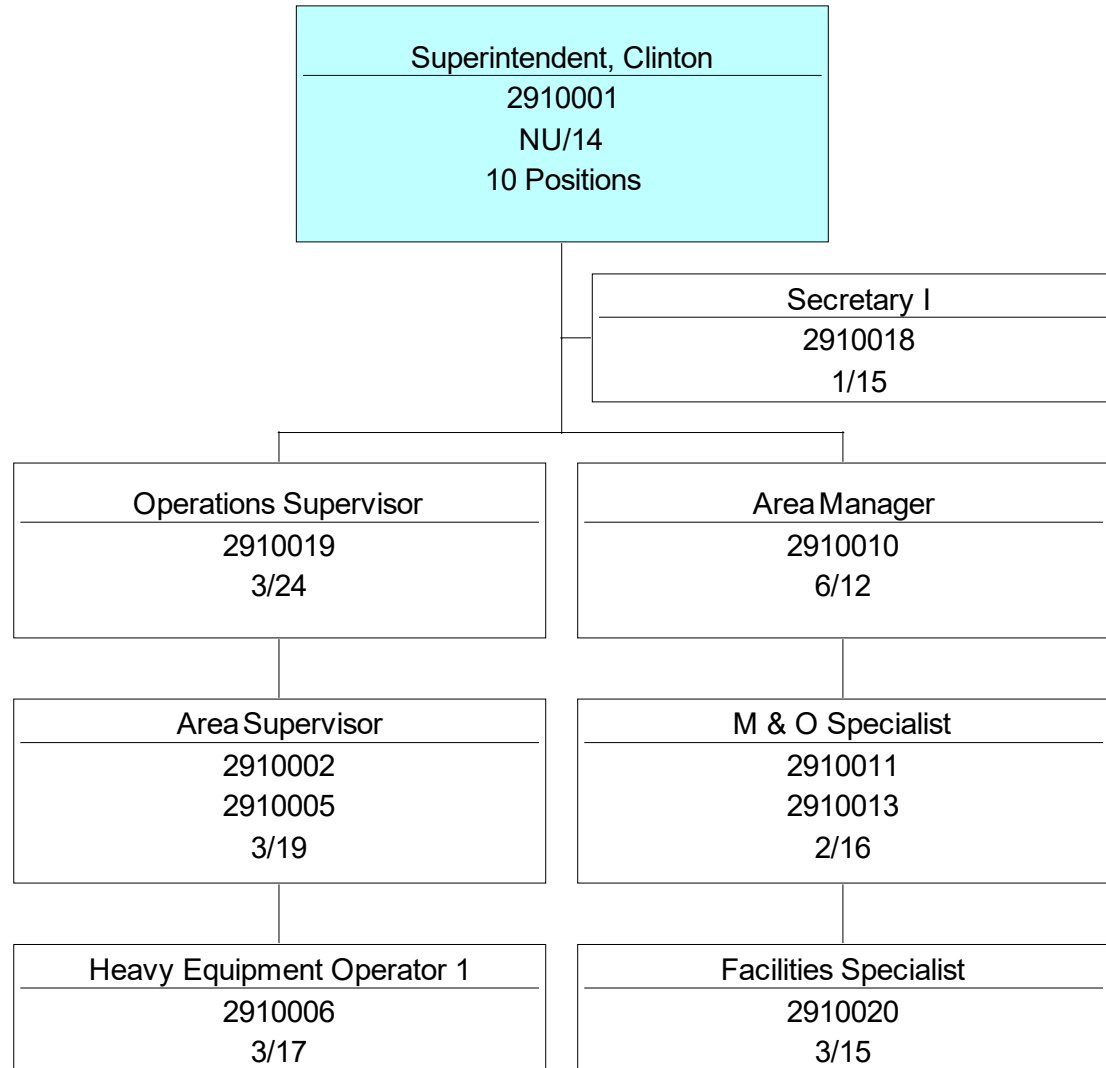 Superintendent, Clinton
2910001
NU/14
10 Positions
Secretary I
2910018
1/15
Operations Supervisor
2910019
3/24
Area Manager
2910010
6/12
Area Supervisor
2910002
2910005
3/19
M & O Specialist
2910011
2910013
2/16
Heavy Equipment Operator 1
2910006
3/17
Facilities Specialist
2910020
3/15